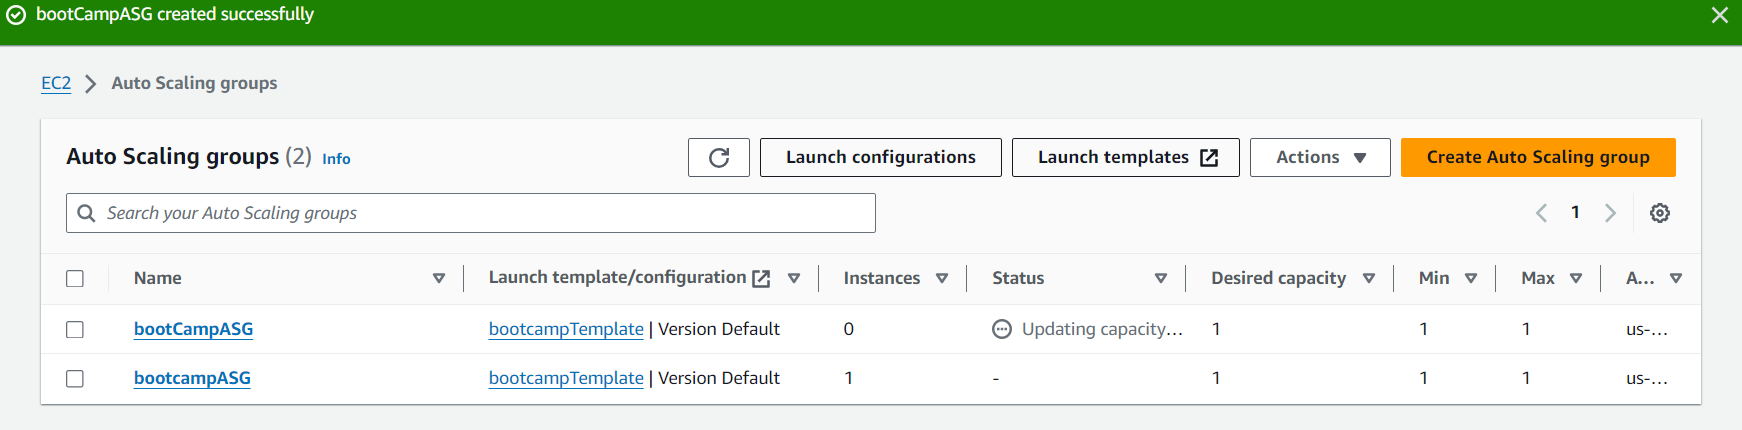 bootCampASG created successfully
EC2 Auto Scaling groups
Auto Scaling groups (2) Info Launch configurations Launch templates Actions Create Auto Scaling group
Search your Auto Scaling groups 1
Name Launch template/configuration Instances Status Desired capacity Min Max A...
bootCampASG bootcampTemplate | Version Default 0 Updating capacity... 1 1 1 us-...
bootcampASG bootcampTemplate | Version Default 1 - 1 1 1 us-...